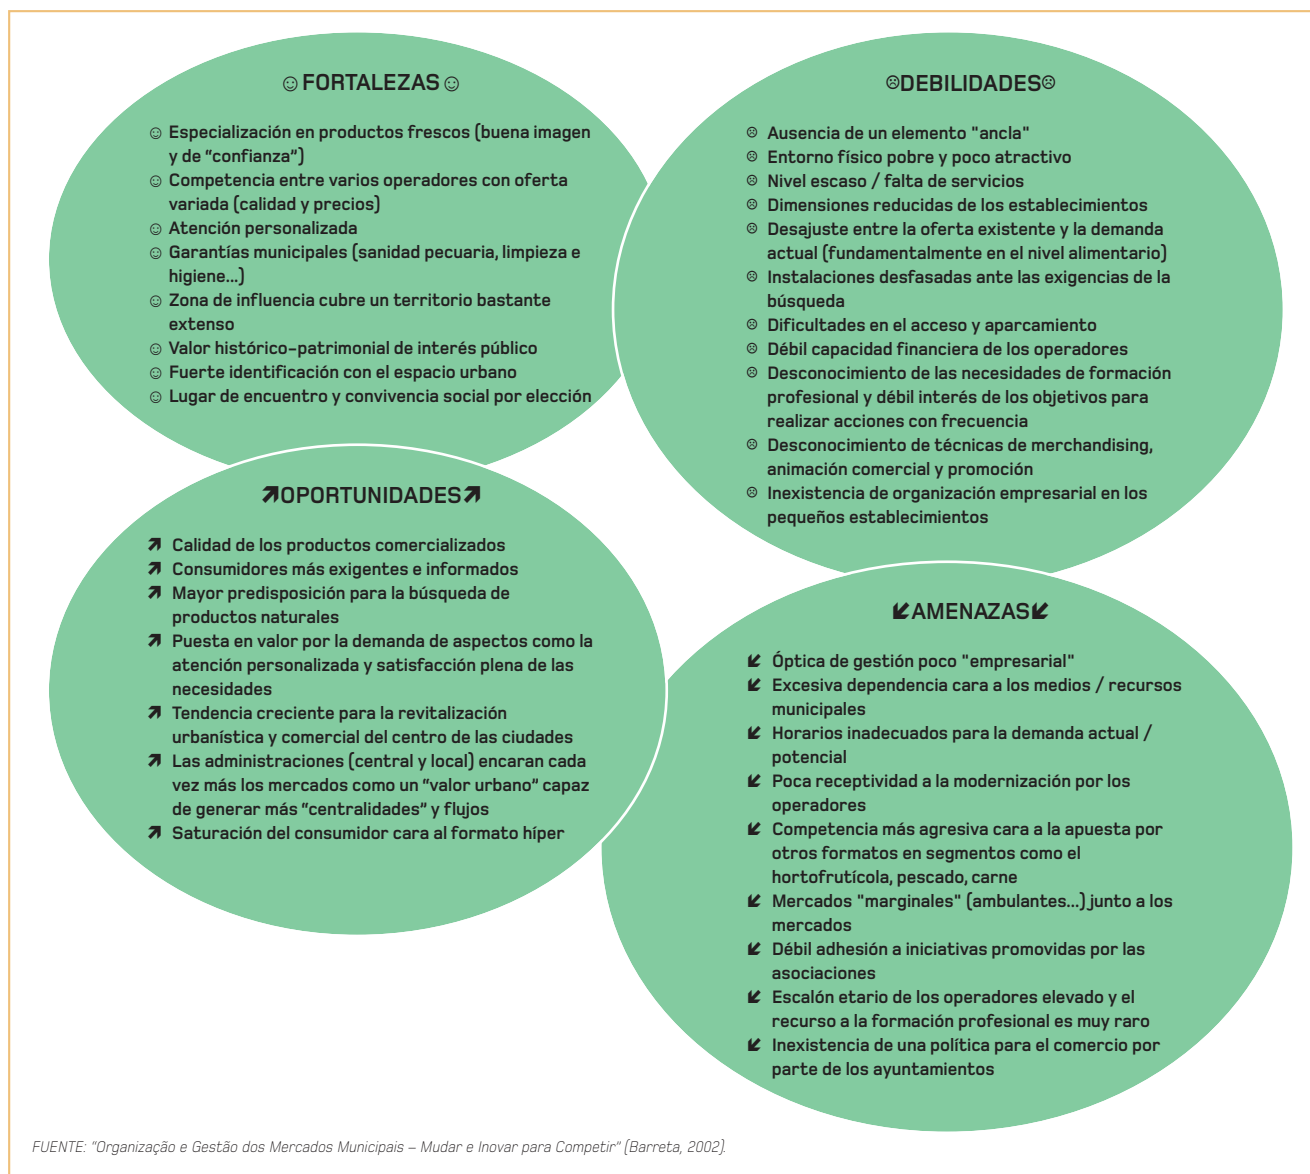 ☺FORTALEZAS☺
☺ Especialización en productos frescos (buena imagen
y de “confianza”)
☺ Competencia entre varios operadores con oferta
variada (calidad y precios)
☺ Atención personalizada
☺ Garantías municipales (sanidad pecuaria, limpieza e
higiene...)
☺ Zona de influencia cubre un territorio bastante
extenso
☺ Valor histórico-patrimonial de interés público
☺ Fuerte identificación con el espacio urbano
☺ Lugar de encuentro y convivencia social por elección
☹DEBILIDADES☹
☹ Ausencia de un elemento "ancla"
☹ Entorno físico pobre y poco atractivo
☹ Nivel escaso / falta de servicios
☹ Dimensiones reducidas de los establecimientos
☹ Desajuste entre la oferta existente y la demanda
actual (fundamentalmente en el nivel alimentario)
☹ Instalaciones desfasadas ante las exigencias de la
búsqueda
☹ Dificultades en el acceso y aparcamiento
☹ Débil capacidad financiera de los operadores
☹ Desconocimiento de las necesidades de formación
profesional y débil interés de los objetivos para
realizar acciones con frecuencia
☹ Desconocimiento de técnicas de merchandising,
animación comercial y promoción
☹ Inexistencia de organización empresarial en los
pequeños establecimientos
↗OPORTUNIDADES↗
↗ Calidad de los productos comercializados
↗ Consumidores más exigentes e informados
↗ Mayor predisposición para la búsqueda de
productos naturales
↗ Puesta en valor por la demanda de aspectos como la
atención personalizada y satisfacción plena de las
necesidades
↗ Tendencia creciente para la revitalización
urbanística y comercial del centro de las ciudades
↗ Las administraciones (central y local) encaran cada
vez más los mercados como un “valor urbano” capaz
de generar más “centralidades” y flujos
↗ Saturación del consumidor cara al formato híper
↙AMENAZAS↙
↙ Óptica de gestión poco "empresarial"
↙ Excesiva dependencia cara a los medios / recursos
municipales
↙ Horarios inadecuados para la demanda actual /
potencial
↙ Poca receptividad a la modernización por los
operadores
↙ Competencia más agresiva cara a la apuesta por
otros formatos en segmentos como el
hortofrutícola, pescado, carne
↙ Mercados "marginales" (ambulantes...) junto a los
mercados
↙ Débil adhesión a iniciativas promovidas por las
asociaciones
↙ Escalón etario de los operadores elevado y el
recurso a la formación profesional es muy raro
↙ Inexistencia de una política para el comercio por
parte de los ayuntamientos
FUENTE: “Organização e Gestão dos Mercados Municipais – Mudar e Inovar para Competir” (Barreta, 2002).